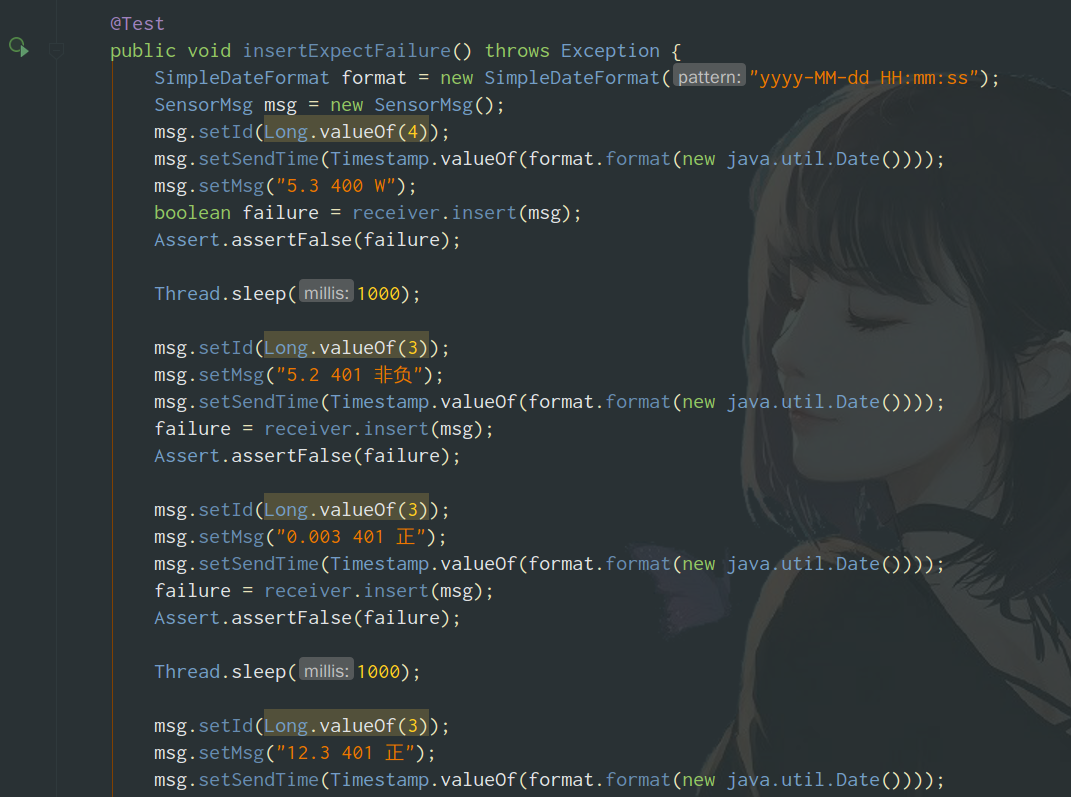 @Test
public void insertExpectFailure() throws Exception {
SimpleDateFormat format = new SimpleDateFormat( pattern: "yyyy-MM-dd HH:mm:ss");
SensorMsg msg = new SensorMsg();
msg.setId(Long.valueOf(4));
msg.setSendTime(Timestamp.valueOf(format.format(new java.util.Date())));
msg.setMsg("5.3 400 W");
boolean failure = receiver.insert(msg);
Assert.assertFalse(failure);
Thread.sleep( millis: 1000);
msg.setId(Long.valueOf(3));
msg.setMsg("5.2 401 非负");
msg.setSendTime(Timestamp.valueOf(format.format(new java.util.Date())));
failure = receiver.insert(msg);
Assert.assertFalse(failure);
msg.setId(Long.valueOf(3));
msg.setMsg("0.003 401 正");
msg.setSendTime(Timestamp.valueOf(format.format(new java.util.Date())));
failure = receiver.insert(msg);
Assert.assertFalse(failure);
Thread.sleep( millis: 1000);
msg.setId(Long.valueOf(3));
msg.setMsg("12.3 401 正");
msg.setSendTime(Timestamp.valueOf(format.format(new java.util.Date())));